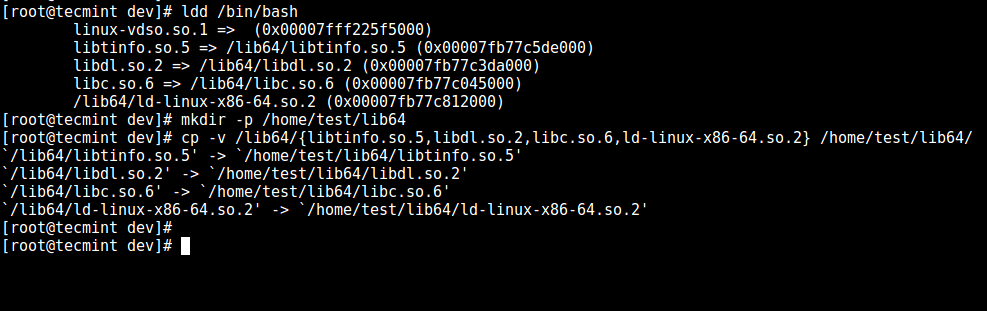 [root@tecmint dev]# ldd /bin/bash
        linux-vdso.so.1 =>  (0x00007fff225f5000)
        libtinfo.so.5 => /lib64/libtinfo.so.5 (0x00007fb77c5de000)
        libdl.so.2 => /lib64/libdl.so.2 (0x00007fb77c3da000)
        libc.so.6 => /lib64/libc.so.6 (0x00007fb77c045000)
        /lib64/ld-linux-x86-64.so.2 (0x00007fb77c812000)
[root@tecmint dev]# mkdir -p /home/test/lib64
[root@tecmint dev]# cp -v /lib64/{libtinfo.so.5,libdl.so.2,libc.so.6,ld-linux-x86-64.so.2} /home/test/lib64/
`/lib64/libtinfo.so.5' -> `/home/test/lib64/libtinfo.so.5'
`/lib64/libdl.so.2' -> `/home/test/lib64/libdl.so.2'
`/lib64/libc.so.6' -> `/home/test/lib64/libc.so.6'
`/lib64/ld-linux-x86-64.so.2' -> `/home/test/lib64/ld-linux-x86-64.so.2'
[root@tecmint dev]#
[root@tecmint dev]#